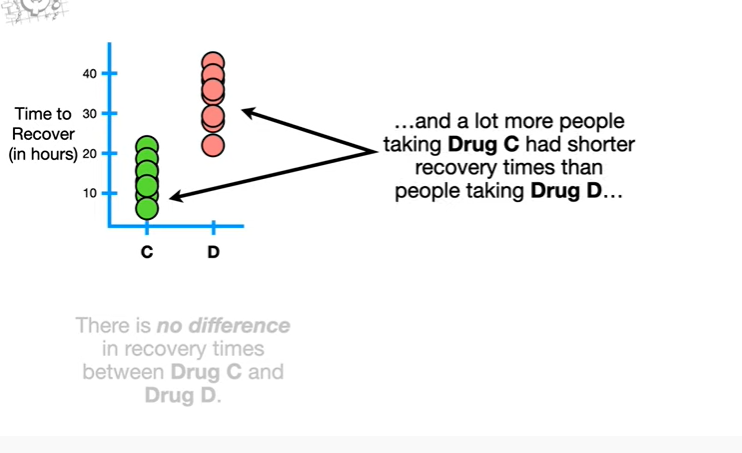 40
Time to
Recover
(in hours)
30
20
10
C
D
...and a lot more people
taking Drug C had shorter
recovery times than
people taking Drug D...
There is no difference
in recovery times
between Drug C and
Drug D.